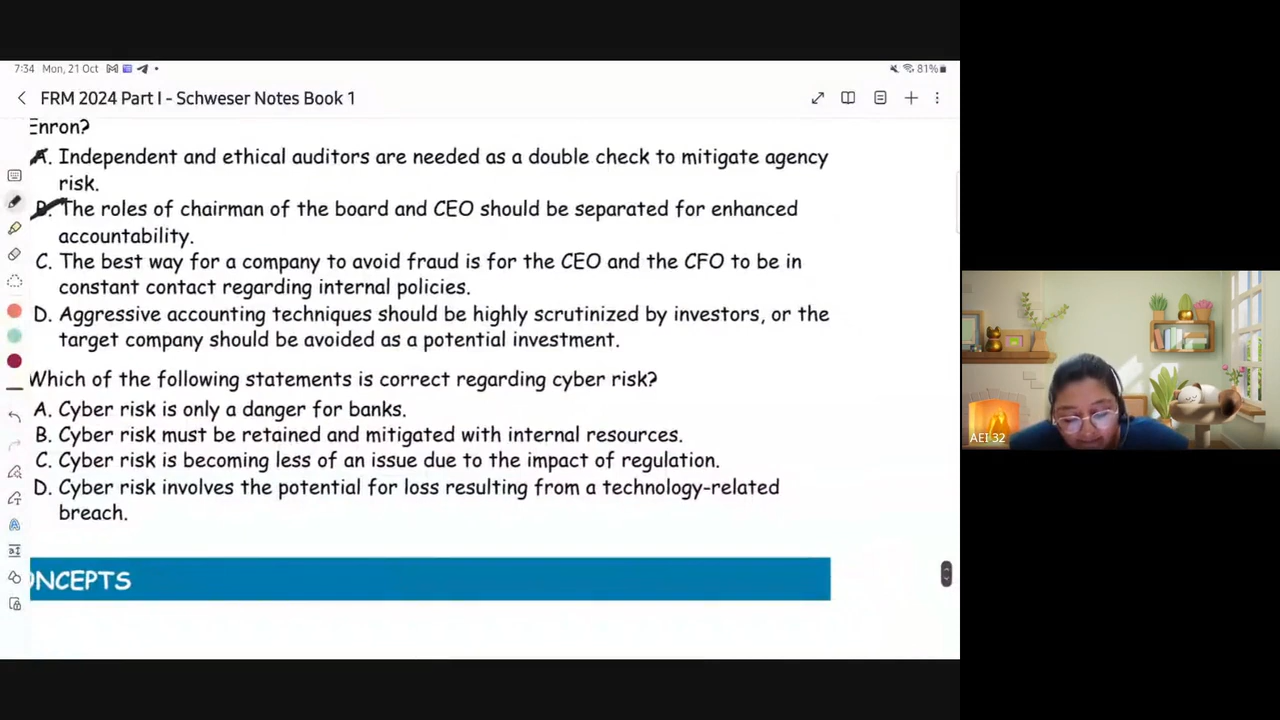 7:34 Mon, 21 Oct
81%
FRM 2024 Part I - Schweser Notes Book 1
Enron?
A. Independent and ethical auditors are needed as a double check to mitigate agency
risk.
B. The roles of chairman of the board and CEO should be separated for enhanced
accountability.
C. The best way for a company to avoid fraud is for the CEO and the CFO to be in
constant contact regarding internal policies.
D. Aggressive accounting techniques should be highly scrutinized by investors, or the
target company should be avoided as a potential investment.
Which of the following statements is correct regarding cyber risk?
A. Cyber risk is only a danger for banks.
B. Cyber risk must be retained and mitigated with internal resources.
C. Cyber risk is becoming less of an issue due to the impact of regulation.
D. Cyber risk involves the potential for loss resulting from a technology-related
breach.
ONCEPTS
AEI 32